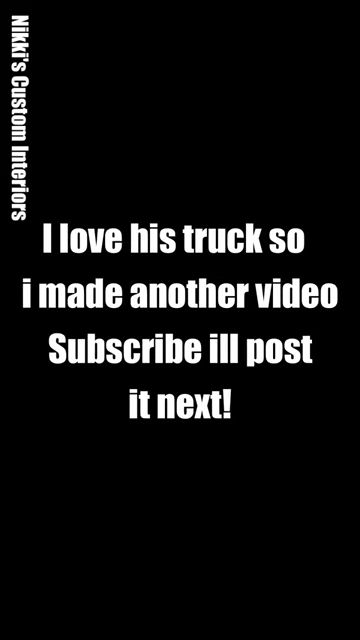 Nikki's Custom Interiors
I love his truck so
i made another video
Subscribe ill post
it next!